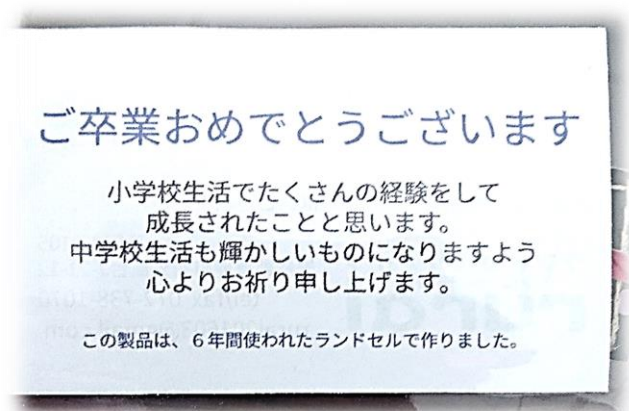 ご卒業おめでとうございます
小学校生活でたくさんの経験をして
成長されたことと思います。
中学校生活も輝かしいものになりますよう
心よりお祈り申し上げます。
この製品は、６年間使われたランドセルで作りました。